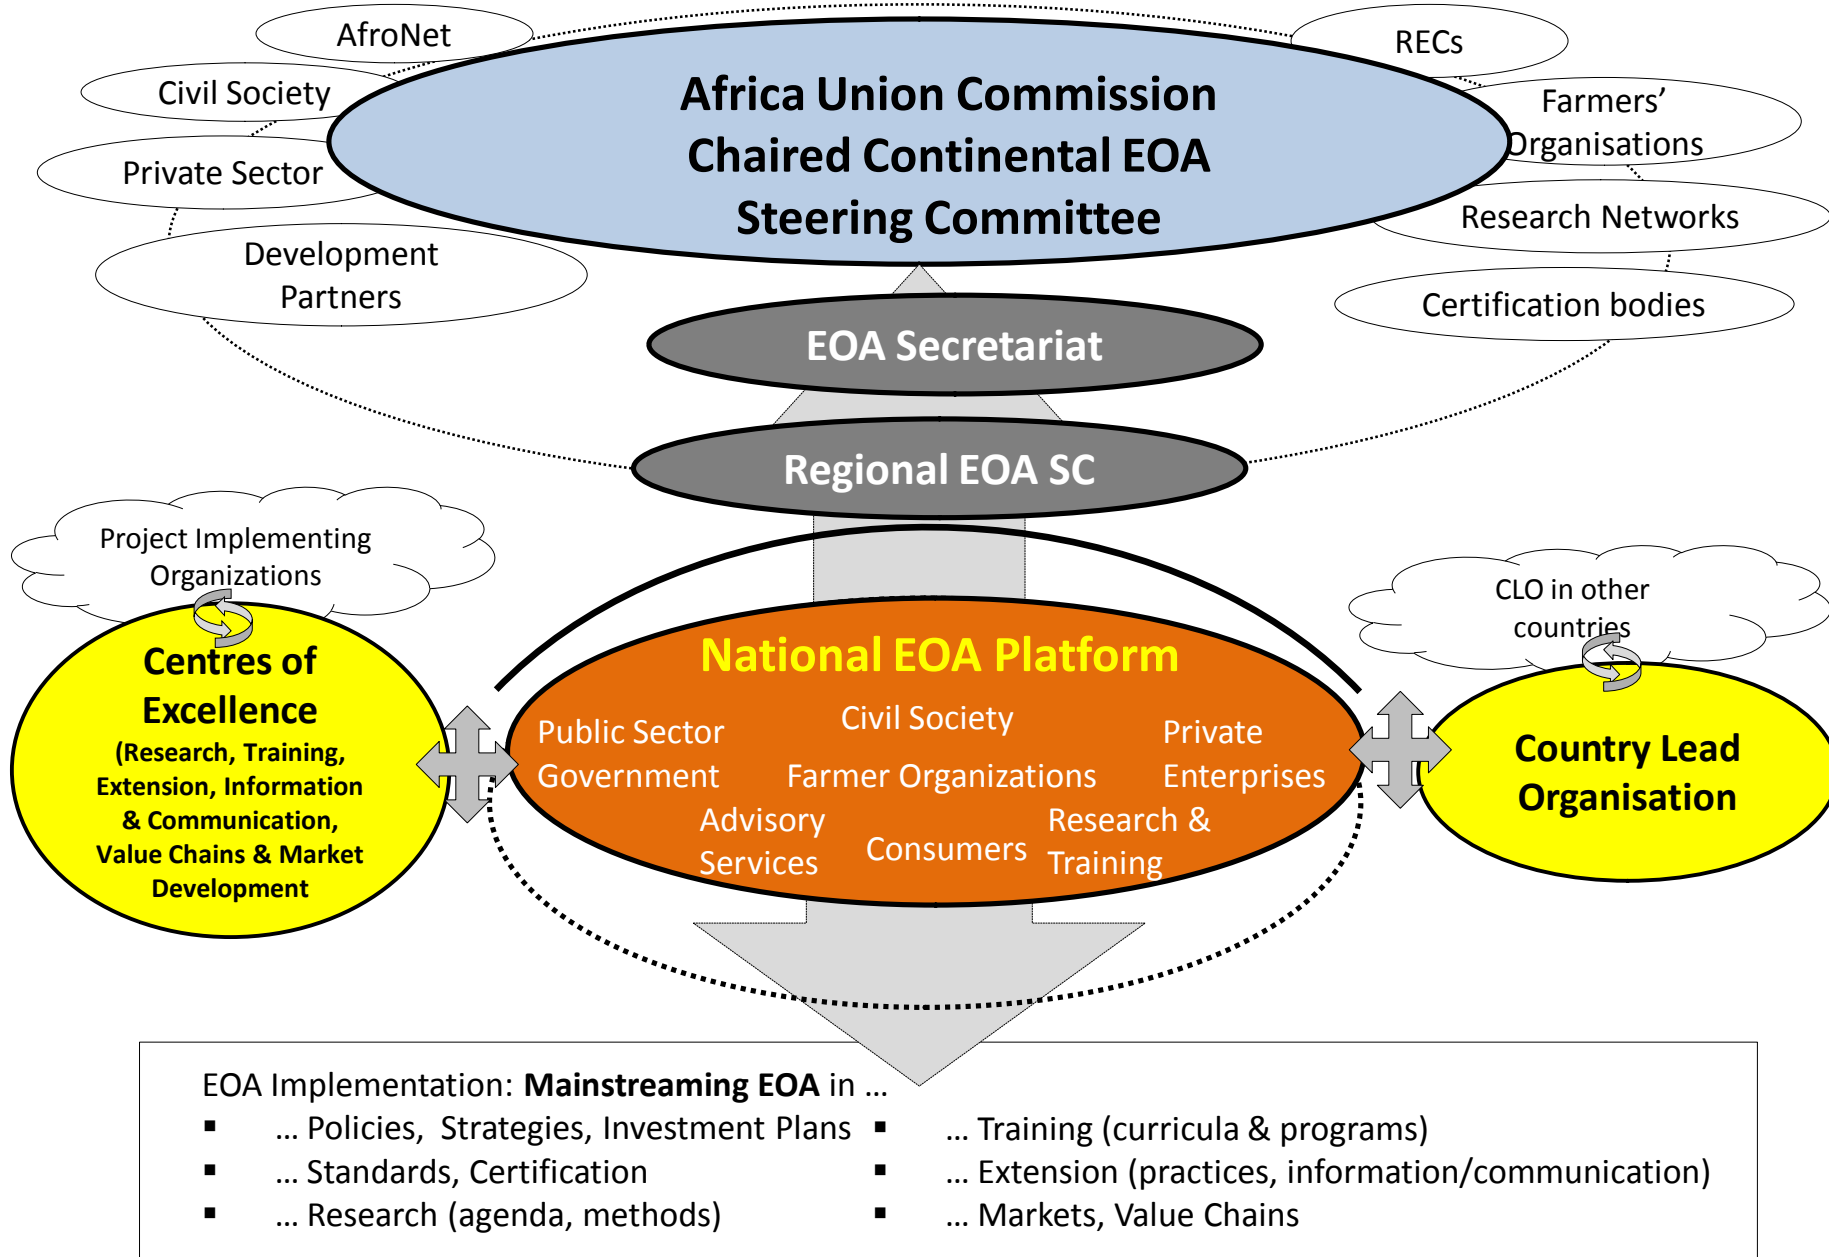 AfroNet
Civil Society
Private Sector
Development
Partners
Africa Union Commission
Chaired Continental EOA
Steering Committee
RECs
Farmers’
Organisations
Research Networks
Certification bodies
EOA Secretariat
Regional EOA SC
Project Implementing
Organizations
Centres of
Excellence
(Research, Training,
Extension, Information
& Communication,
Value Chains & Market
Development
National EOA Platform
Public Sector
Government
Civil Society
Farmer Organizations
Private
Enterprises
Advisory
Services
Consumers
Research &
Training
CLO in other
countries
Country Lead
Organisation
EOA Implementation: Mainstreaming EOA in ...
▪ ... Policies, Strategies, Investment Plans
▪ ... Standards, Certification
▪ ... Research (agenda, methods)
▪ ... Training (curricula & programs)
▪ ... Extension (practices, information/communication)
▪ ... Markets, Value Chains